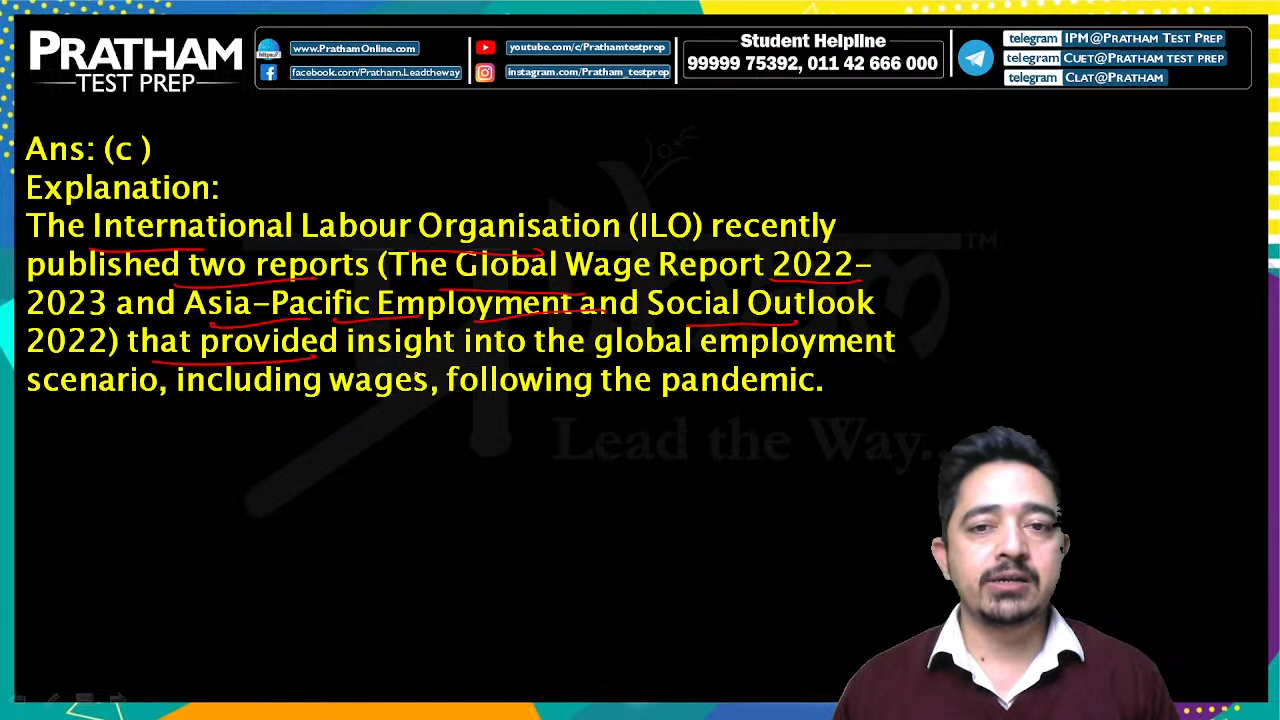 PRATHAM
TEST PREP
https://
www.PrathamOnline.com
facebook.com/Pratham.Leadtheway
youtube.com/c/Prathamtestprep
instagram.com/Pratham_testprep
Student Helpline
99999 75392, 011 42 666 000
telegram IPM@PRATHAM TEST PREP
telegram CUET@PRATHAM TEST PREP
telegram CLAT@PRATHAM
Ans: (c )
Explanation:
The International Labour Organisation (ILO) recently
published two reports (The Global Wage Report 2022-
2023 and Asia-Pacific Employment and Social Outlook
2022) that provided insight into the global employment
scenario, including wages, following the pandemic.
TM
Lead the Way..